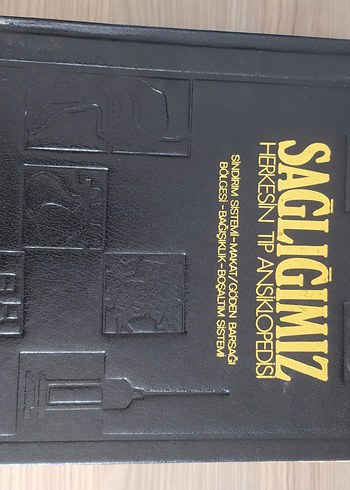 SAĞLIĞIMIZ
HERKESİN TIP ANSİKLOPEDİSİ
SİNDİRİM SİSTEMİ-MAKAT/GÖDEN BARSAĞI
BÖLGESİ-BAĞIŞIKLIK-BOŞALTIM SİSTEMİ